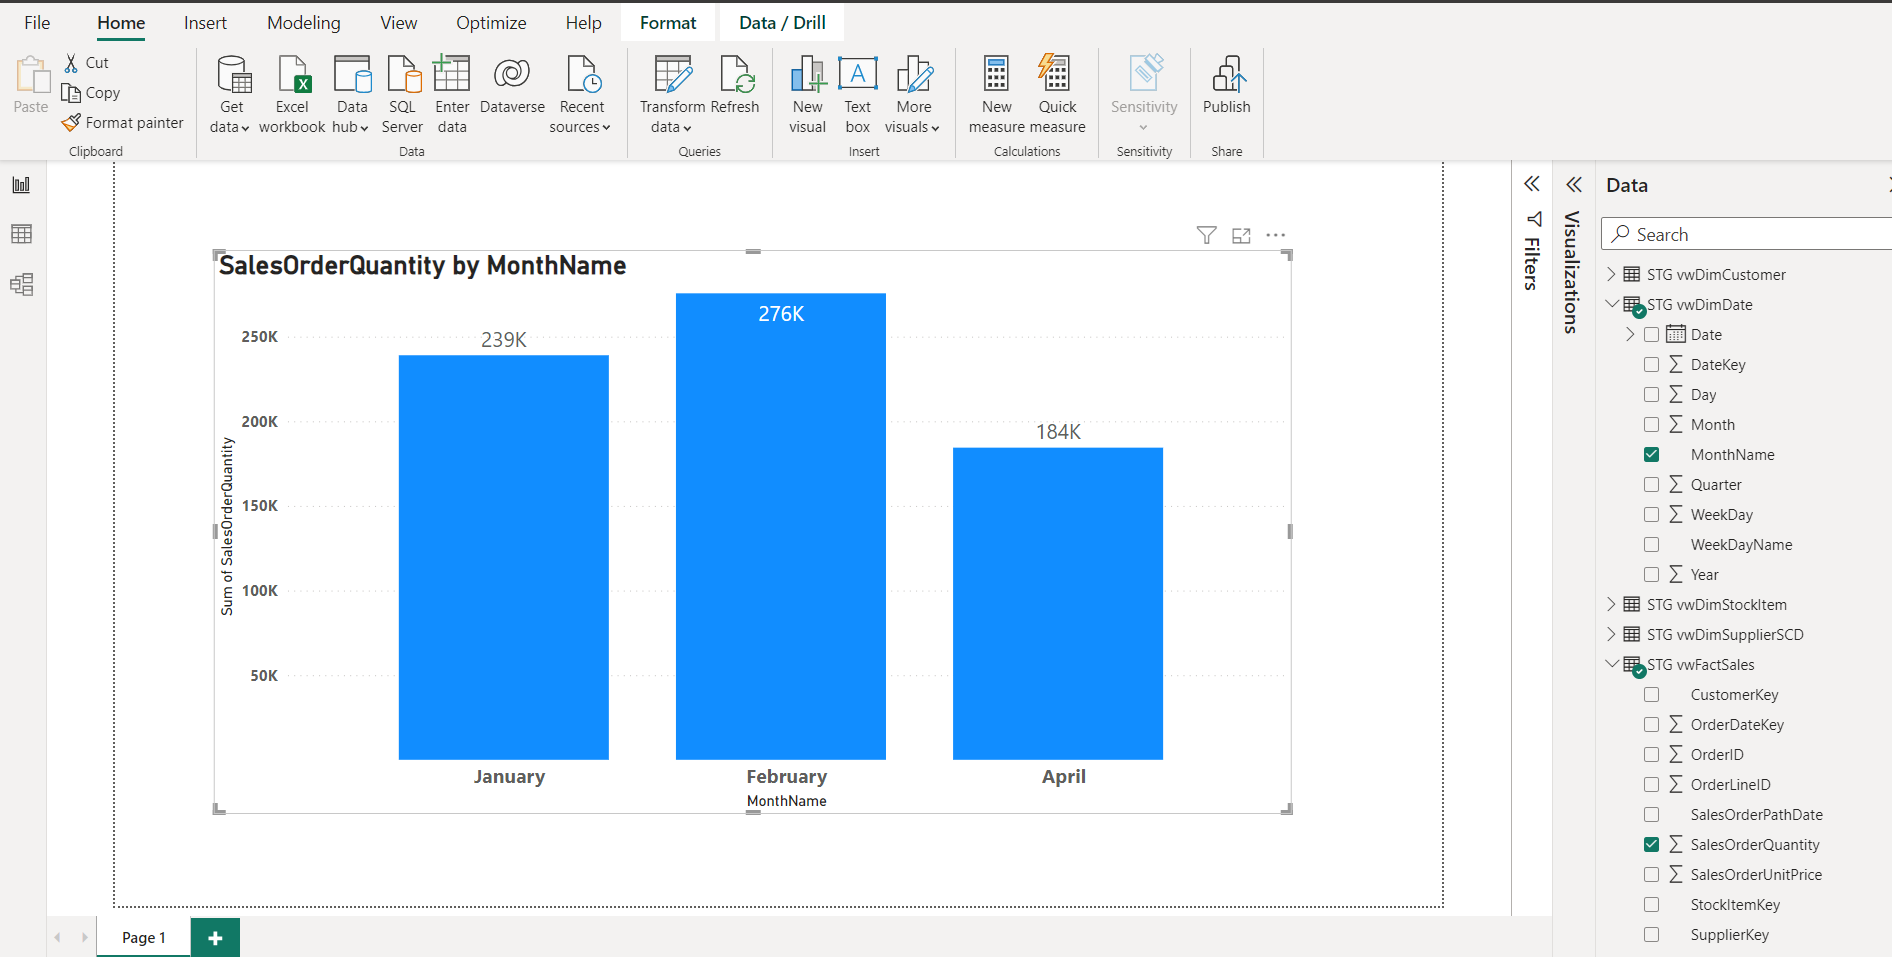 File Home Insert Modeling View Optimize Help Format Data / Drill
Paste
Cut
Copy
Format painter
Clipboard
Get data
Excel workbook
Data hub
SQL Server
Enter data
Dataverse
Recent sources
Data
Transform data
Refresh
Queries
New visual
Text box
More visuals
Insert
New measure
Quick measure
Calculations
Sensitivity
Sensitivity
Publish
Share
SalesOrderQuantity by MonthName
Sum of SalesOrderQuantity
250K
200K
150K
100K
50K
239K
276K
184K
January
February
April
MonthName
Filters
Visualizations
Data
Search
STG vwDimCustomer
STG vwDimDate
Date
DateKey
Day
Month
MonthName
Quarter
WeekDay
WeekDayName
Year
STG vwDimStockItem
STG vwDimSupplierSCD
STG vwFactSales
CustomerKey
OrderDateKey
OrderID
OrderLineID
SalesOrderPathDate
SalesOrderQuantity
SalesOrderUnitPrice
StockItemKey
SupplierKey
Page 1